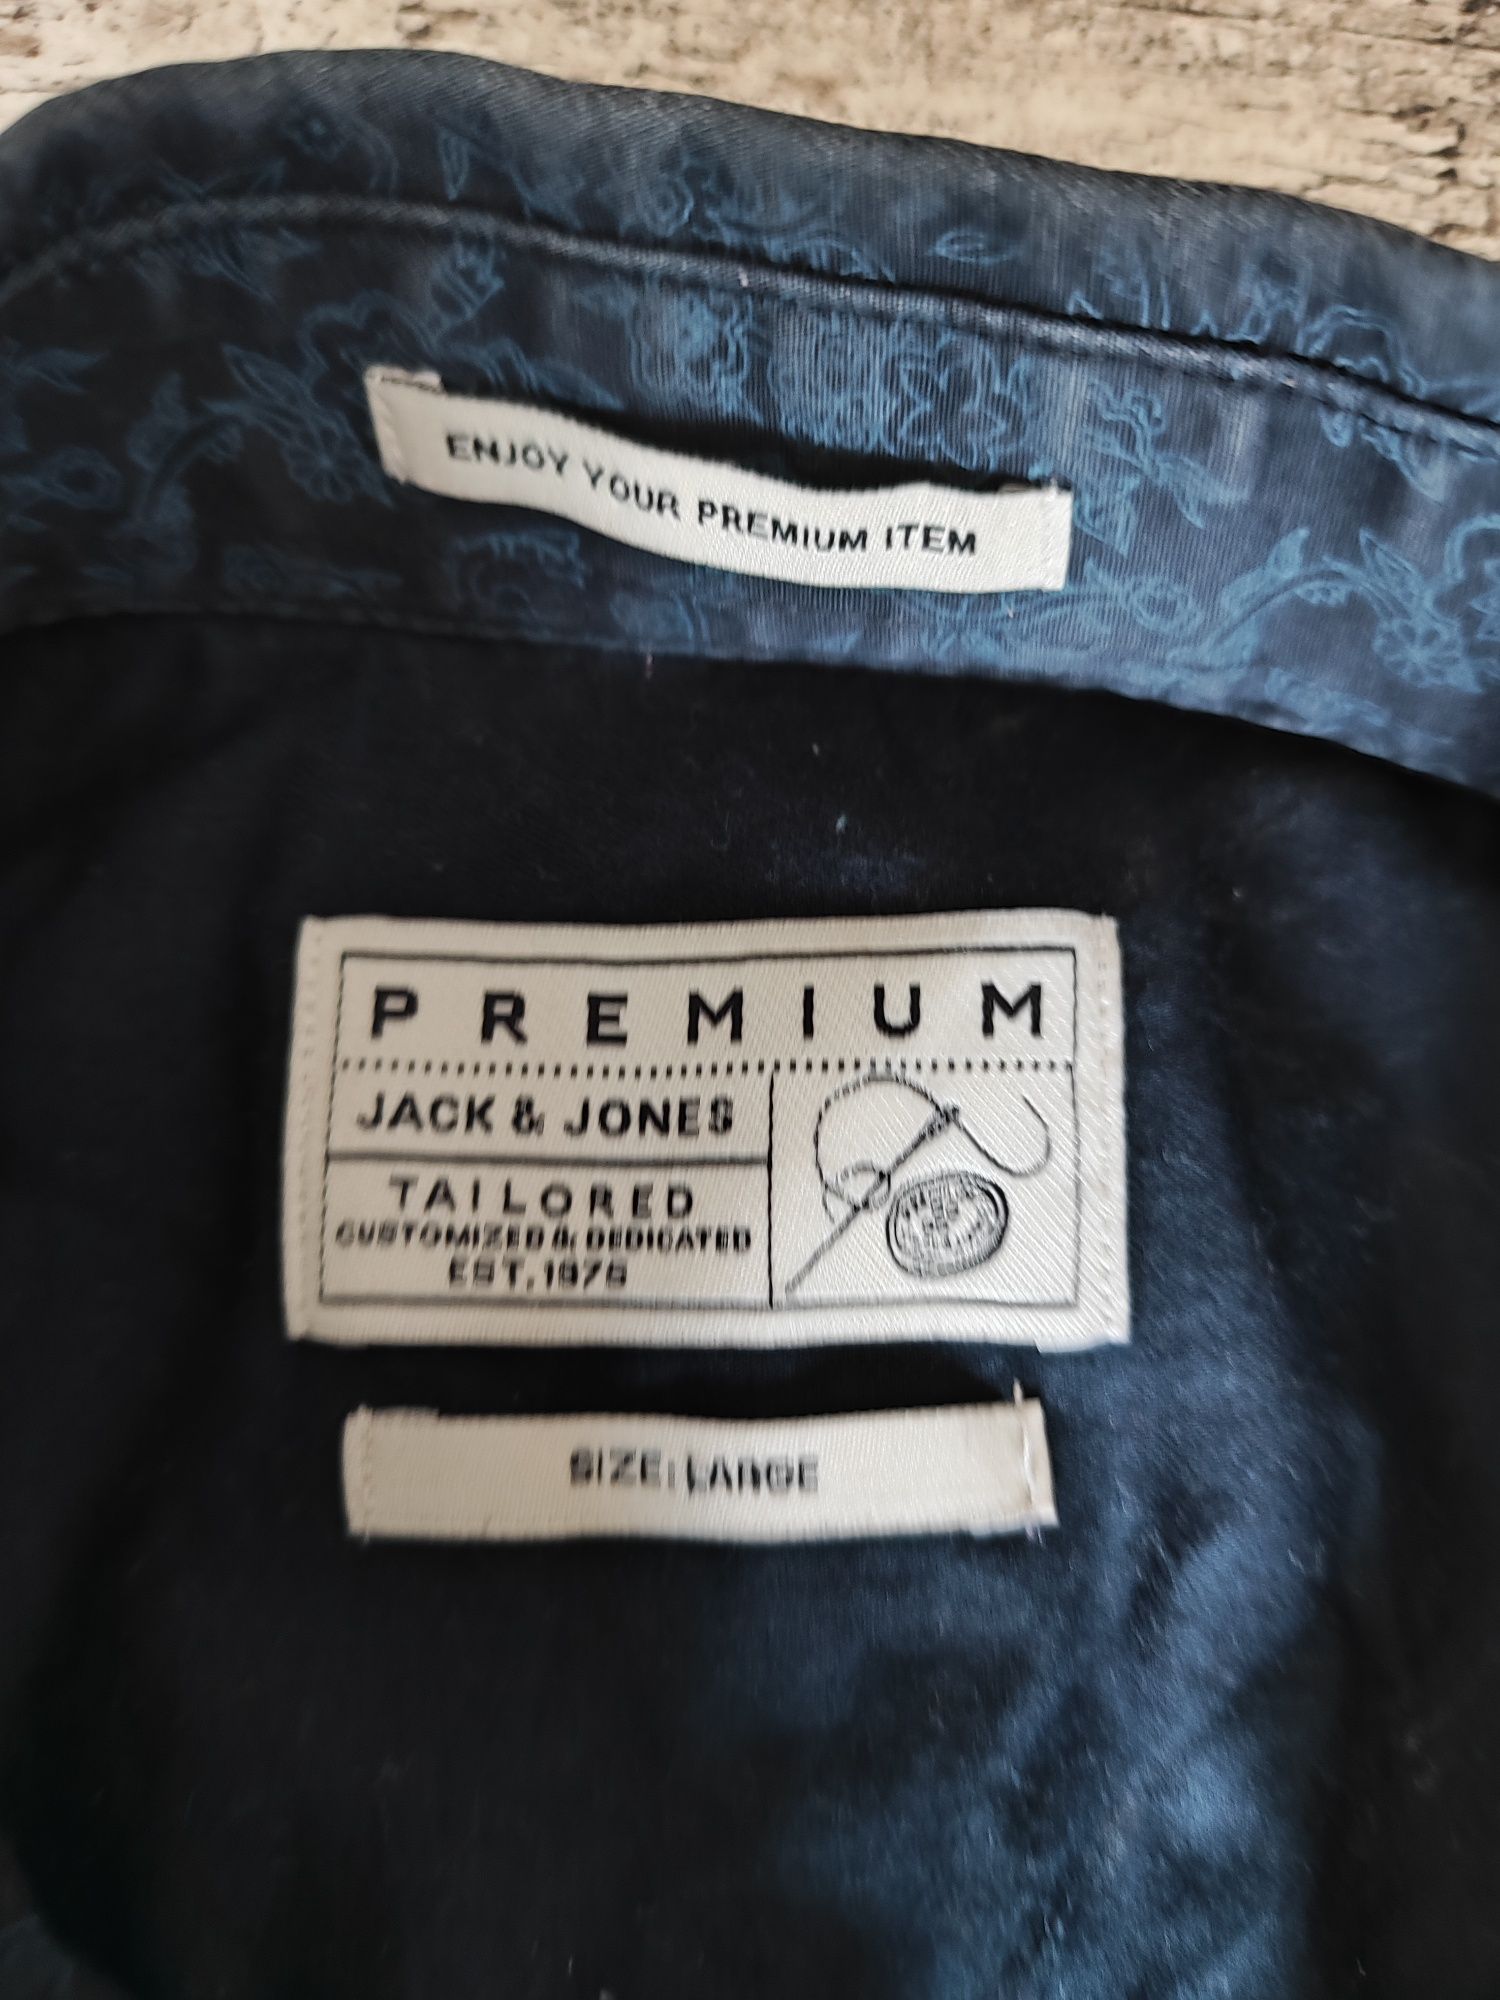 ENJOY YOUR PREMIUM ITEM
PREMIUM
JACK & JONES
TAILORED
CUSTOMIZED & DEDICATED
EST. 1975
SIZE: LARGE